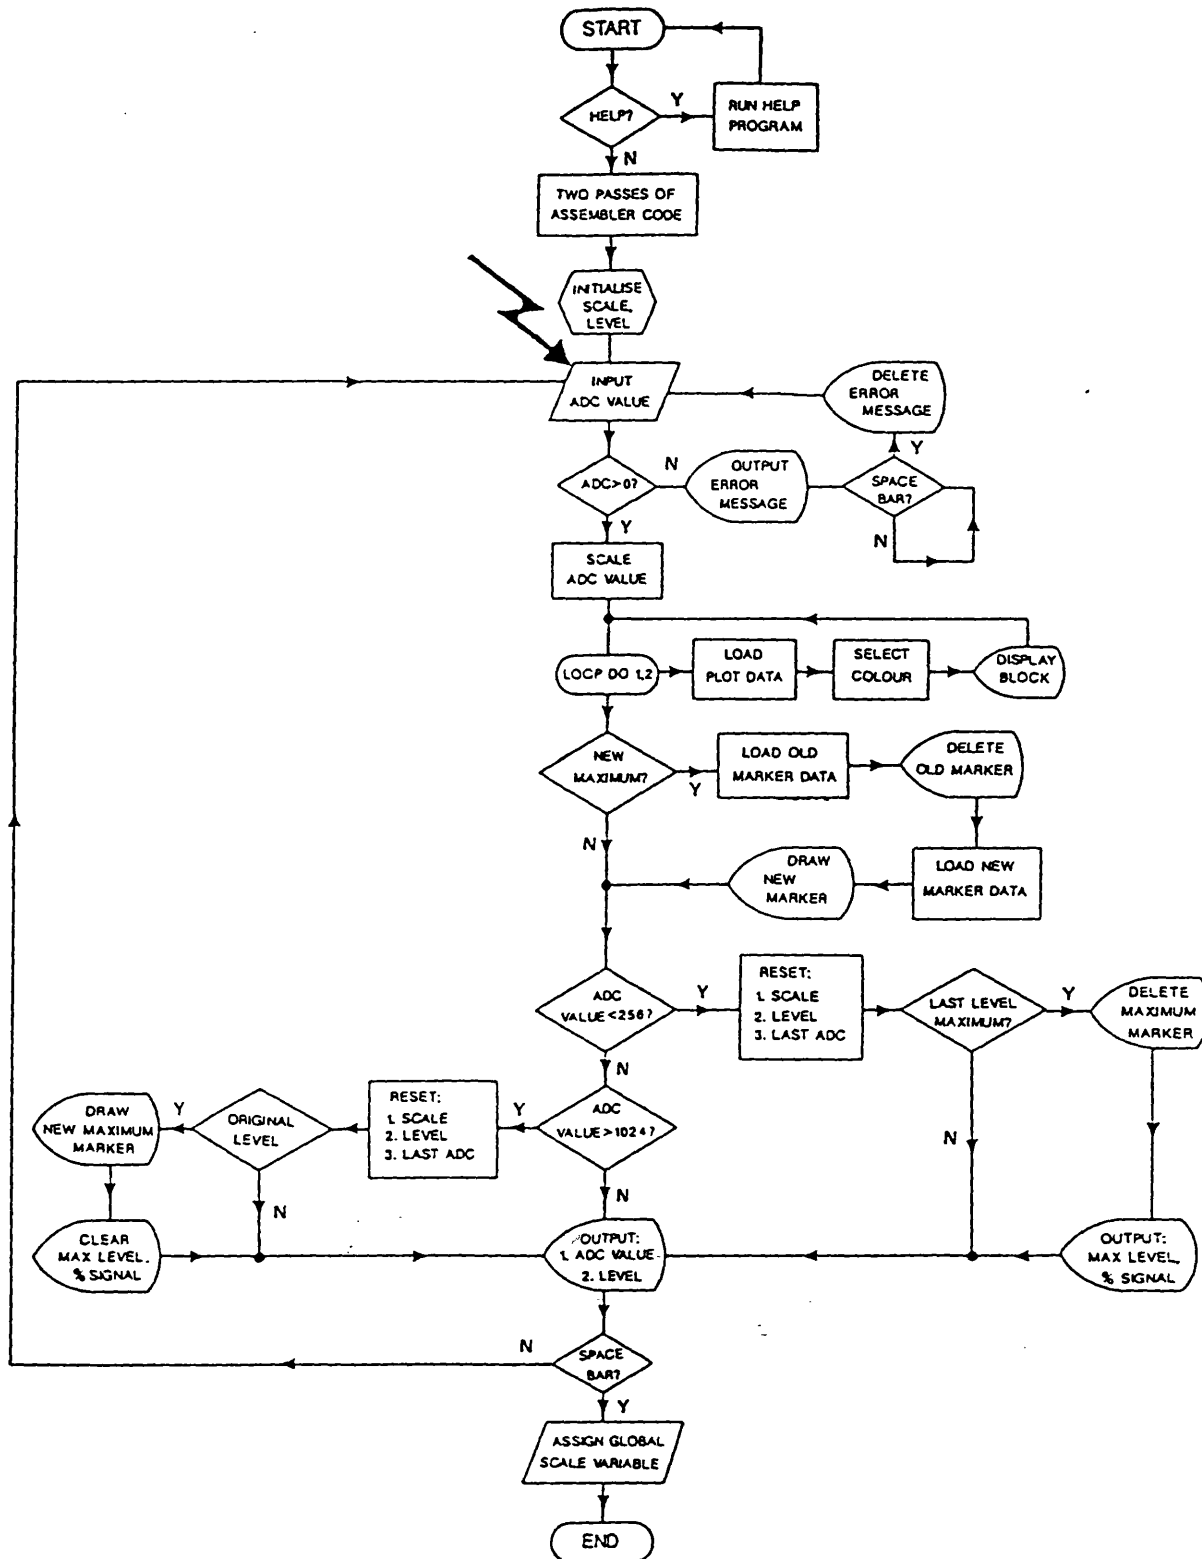 START
HELP?
Y
RUN HELP
PROGRAM
N
TWO PASSES OF
ASSEMBLER CODE
INITIALISE
SCALE,
LEVEL
INPUT
ADC VALUE
DELETE
ERROR
MESSAGE
Y
ADC>0?
N
OUTPUT
ERROR
MESSAGE
SPACE
BAR?
N
Y
SCALE
ADC VALUE
LOOP DO 1,2
LOAD
PLOT DATA
SELECT
COLOUR
DISPLAY
BLOCK
NEW
MAXIMUM?
Y
LOAD OLD
MARKER DATA
DELETE
OLD MARKER
N
DRAW
NEW
MARKER
LOAD NEW
MARKER DATA
ADC
VALUE<256?
Y
RESET:
1. SCALE
2. LEVEL
3. LAST ADC
LAST LEVEL
MAXIMUM?
Y
DELETE
MAXIMUM
MARKER
N
N
DRAW
NEW MAXIMUM
MARKER
Y
ORIGINAL
LEVEL
RESET:
1. SCALE
2. LEVEL
3. LAST ADC
Y
ADC
VALUE>1024?
N
N
CLEAR
MAX LEVEL,
% SIGNAL
OUTPUT:
1. ADC VALUE
2. LEVEL
OUTPUT:
MAX LEVEL,
% SIGNAL
N
SPACE
BAR?
Y
ASSIGN GLOBAL
SCALE VARIABLE
END